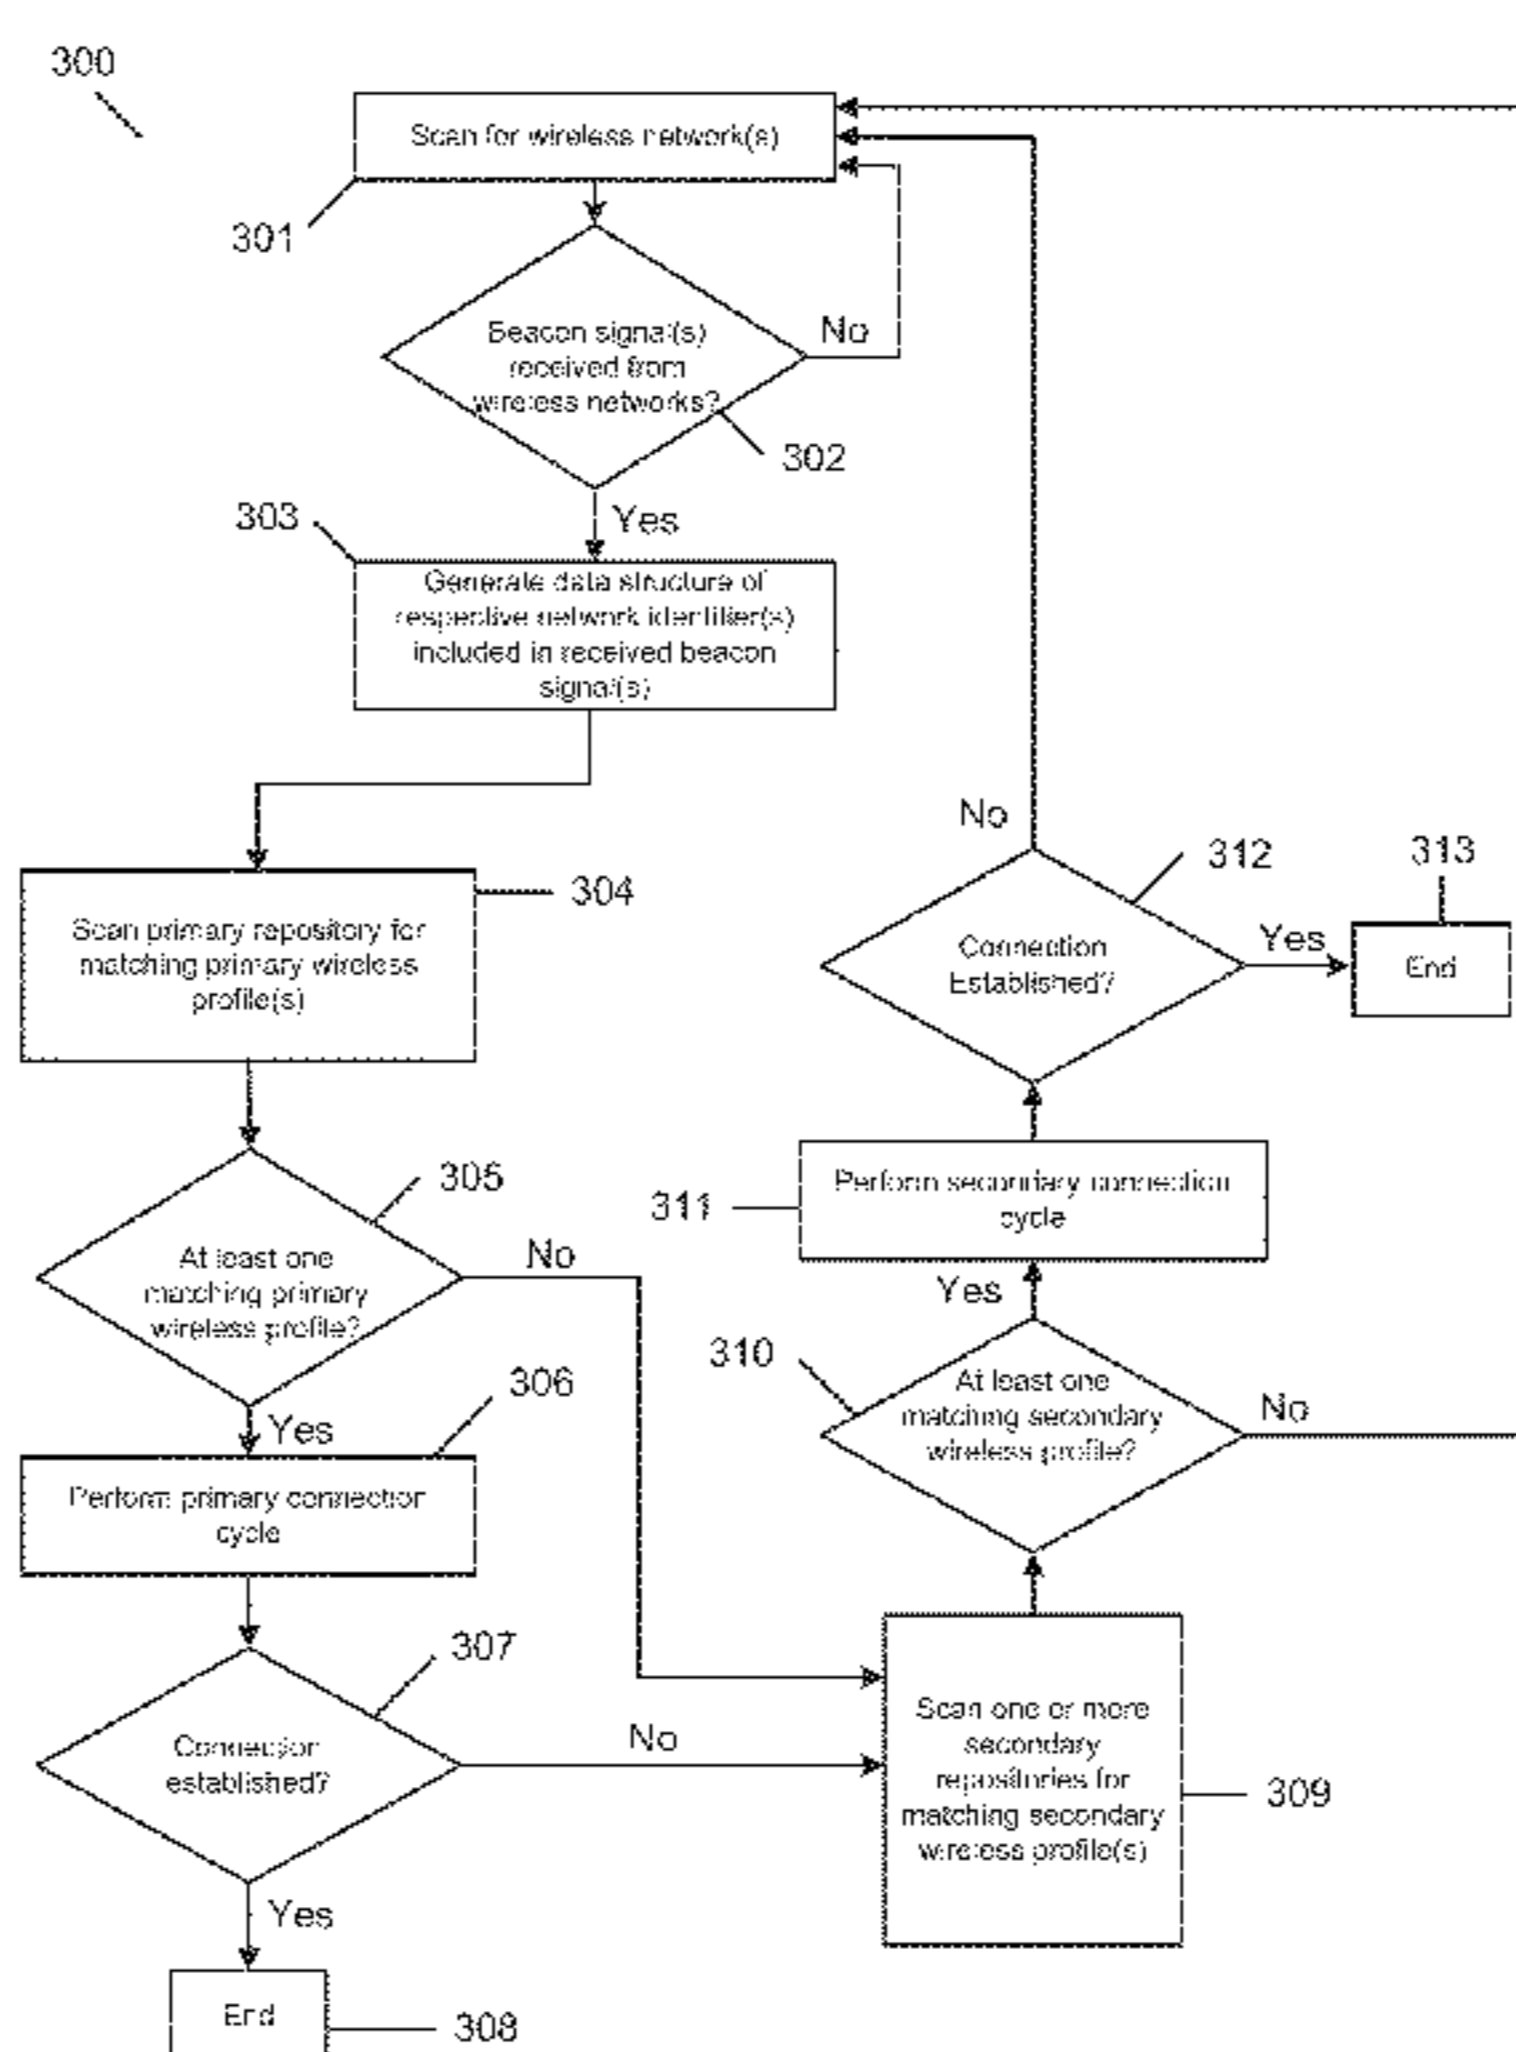 300
Scan for wireless network(s)
301
Beacon signal(s)
received from
wireless networks?
No
302
Yes
303
Generate data structure of
respective network identifier(s)
included in received beacon
signal(s)
304
Scan primary repository for
matching primary wireless
profile(s)
305
At least one
matching primary
wireless profile?
No
Yes
306
Perform primary connection
cycle
307
Connection
established?
No
Yes
End
308
Scan one or more
secondary
repositories for
matching secondary
wireless profile(s)
309
310
At least one
matching secondary
wireless profile?
No
Yes
311
Perform secondary connection
cycle
312
Connection
Established?
No
Yes
313
End